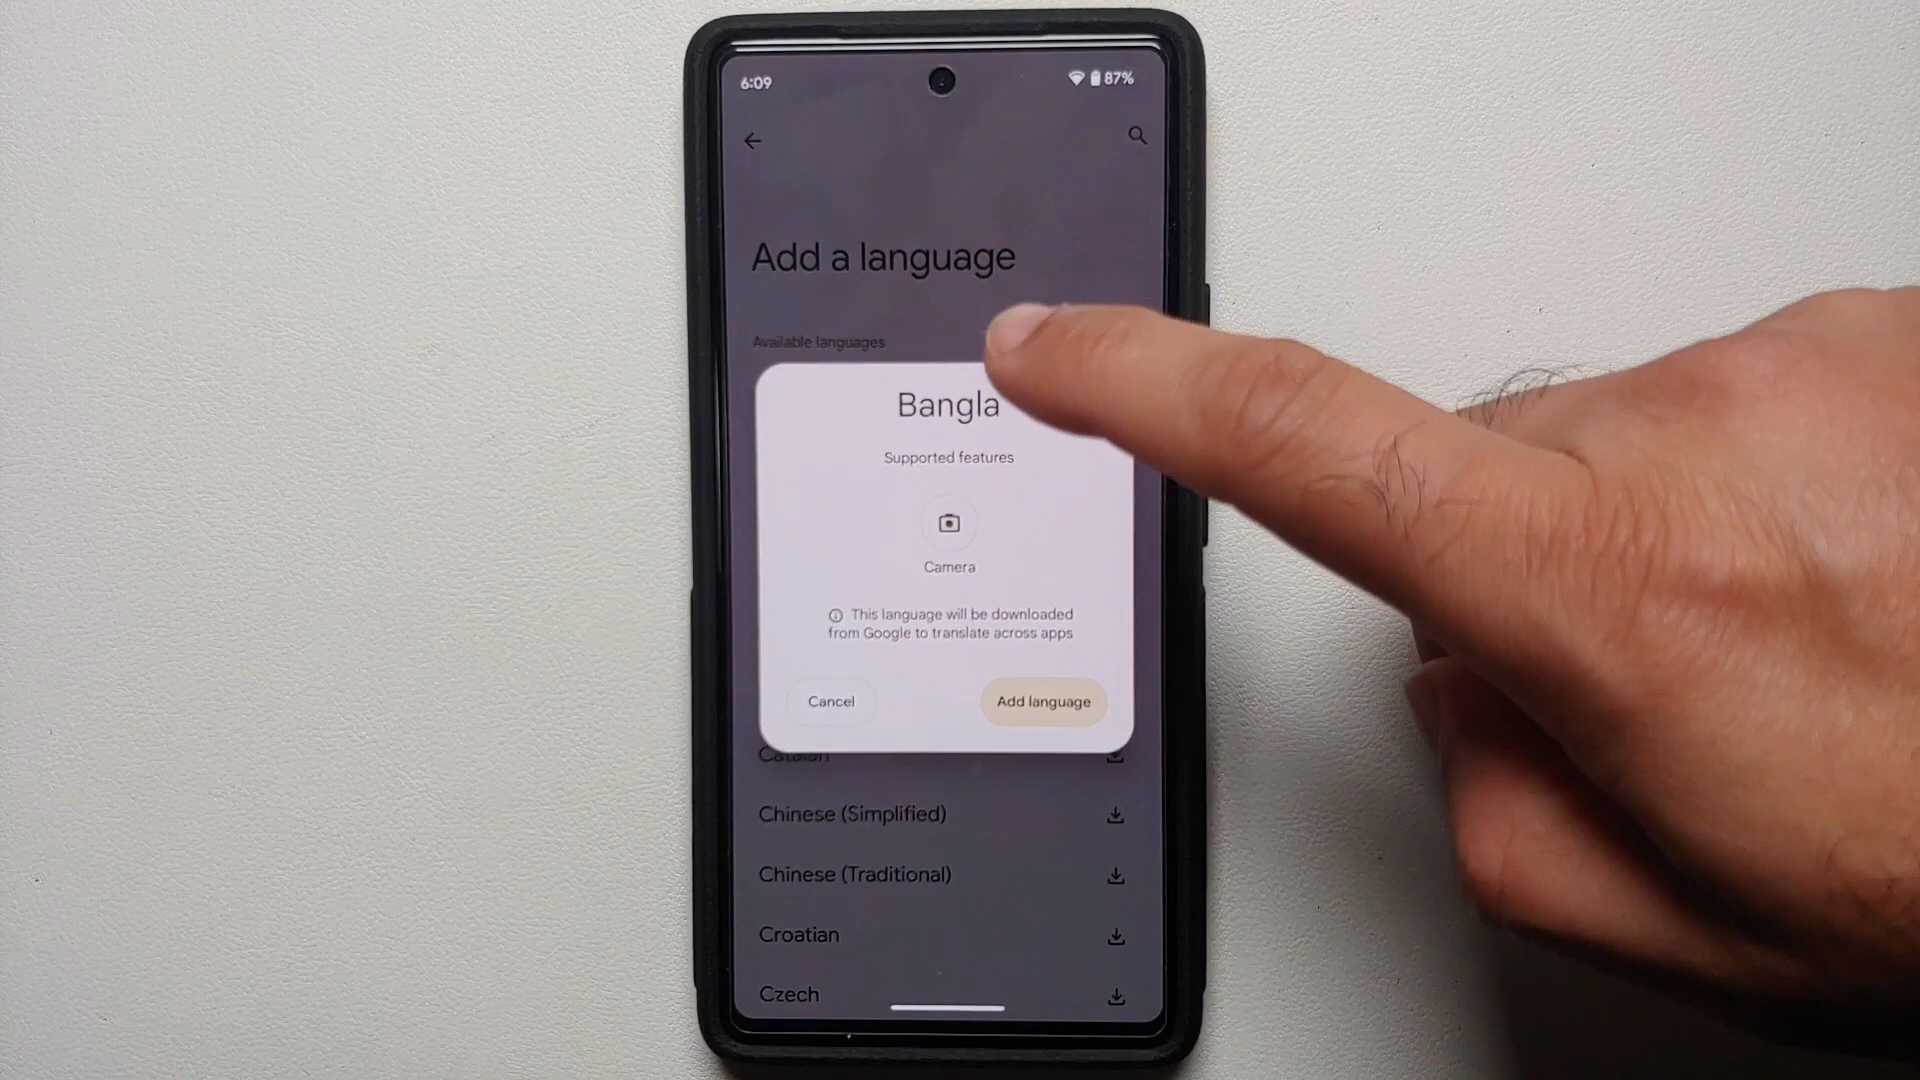 6:09
87%
Add a language
Available languages
Bangla
Supported features
Camera
This language will be downloaded
from Google to translate across apps
Cancel
Add language
Catalan
Chinese (Simplified)
Chinese (Traditional)
Croatian
Czech